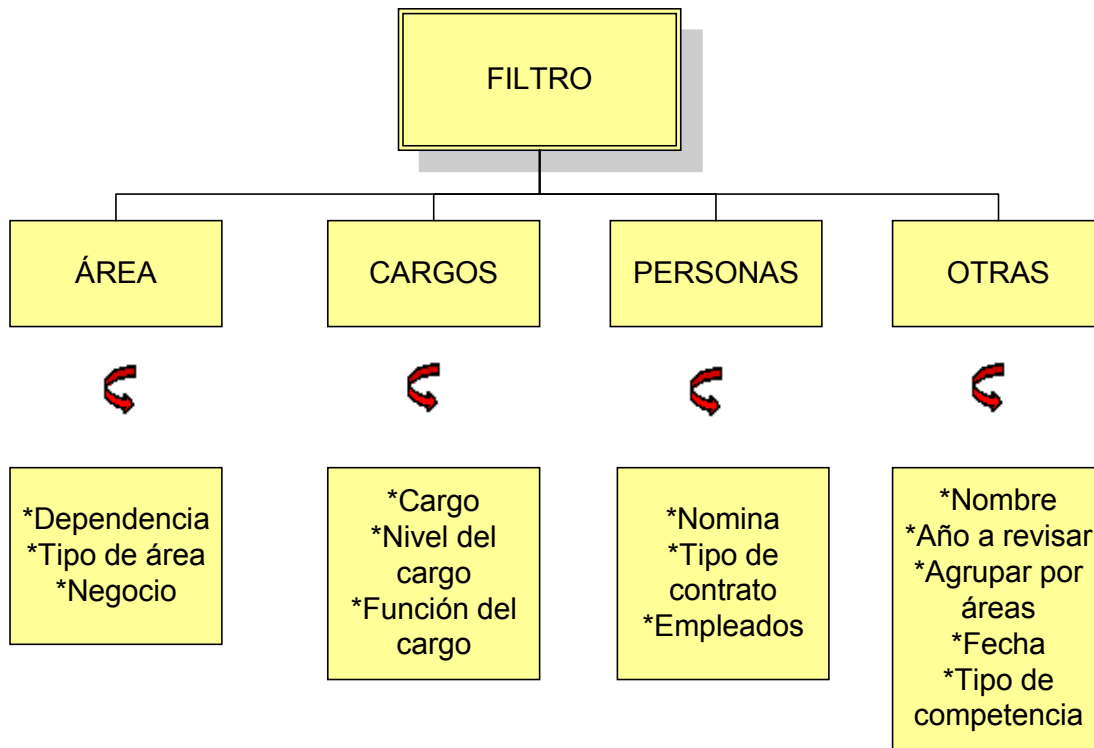 FILTRO
ÁREA
CARGOS
PERSONAS
OTRAS
*Dependencia
*Tipo de área
*Negocio
*Cargo
*Nivel del
cargo
*Función del
cargo
*Nomina
*Tipo de
contrato
*Empleados
*Nombre
*Año a revisar
*Agrupar por
áreas
*Fecha
*Tipo de
competencia